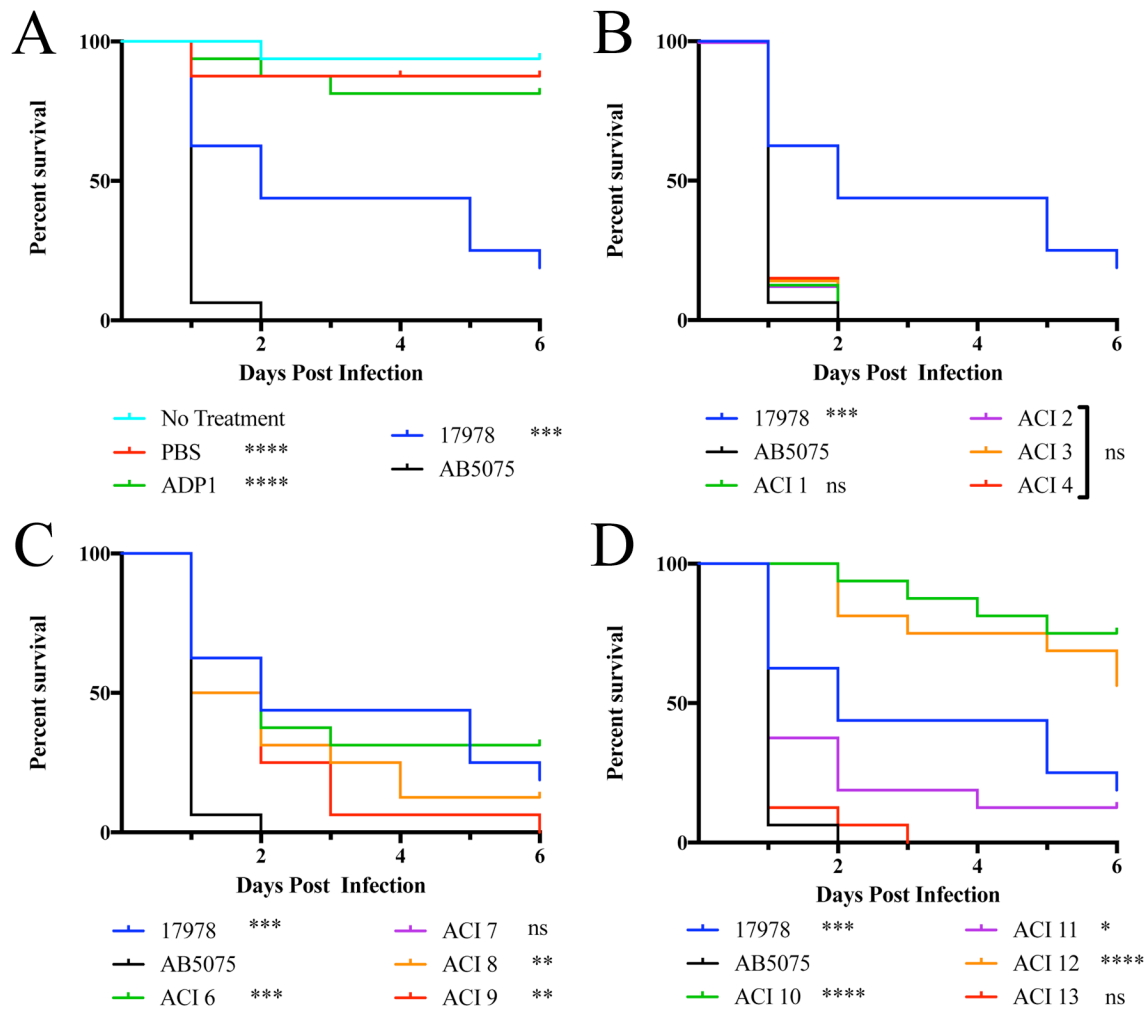 A
100
50
0
Percent survival
2 4 6
Days Post Infection
No Treatment
PBS ****
ADP1 ****
17978 ***
AB5075
B
100
50
0
Percent survival
2 4 6
Days Post Infection
17978 ***
AB5075
ACI 1 ns
ACI 2
ACI 3
ACI 4
ns
C
100
50
0
Percent survival
2 4 6
Days Post Infection
17978 ***
AB5075
ACI 6 ***
ACI 7 ns
ACI 8 **
ACI 9 **
D
100
50
0
Percent survival
2 4 6
Days Post Infection
17978 ***
AB5075
ACI 10 ****
ACI 11 *
ACI 12 ****
ACI 13 ns